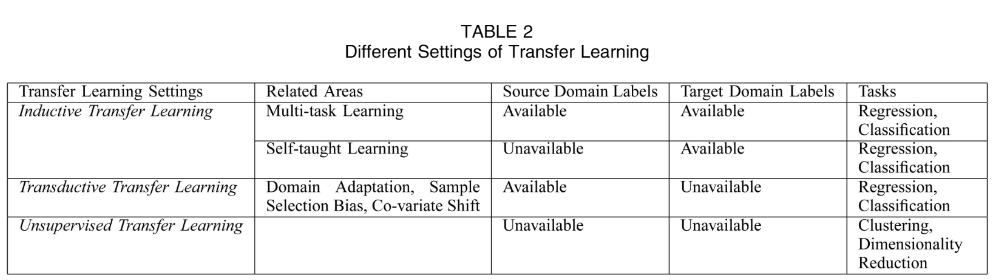 TABLE 2
Different Settings of Transfer Learning
Transfer Learning Settings Related Areas Source Domain Labels Target Domain Labels Tasks
Inductive Transfer Learning Multi-task Learning Available Available Regression,
Classification
Self-taught Learning Unavailable Available Regression,
Classification
Transductive Transfer Learning Domain Adaptation, Sample Available Unavailable Regression,
Selection Bias, Co-variate Shift Classification
Unsupervised Transfer Learning Unavailable Unavailable Clustering,
Dimensionality
Reduction